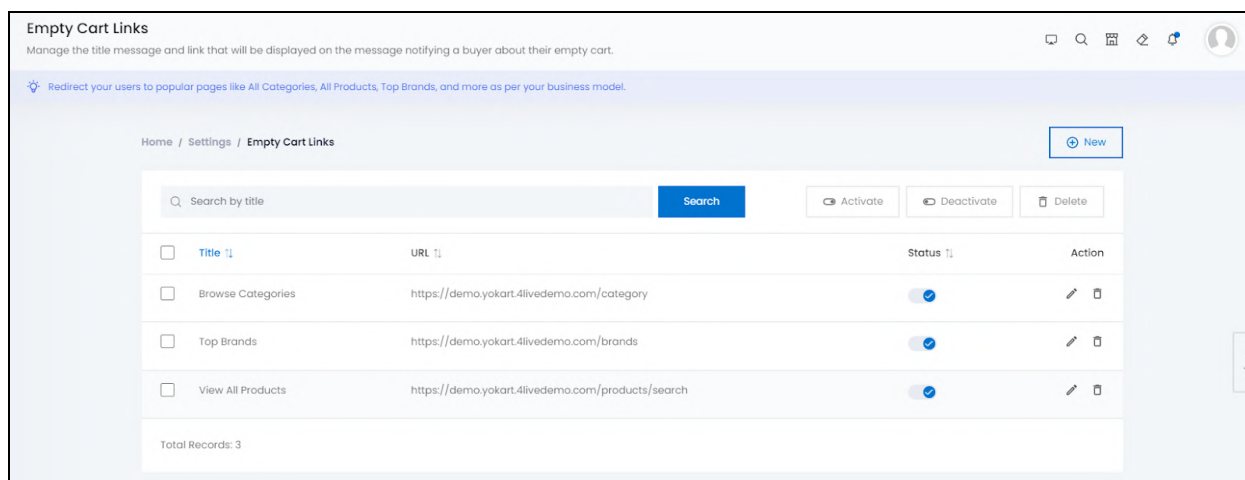 Empty Cart Links
Manage the title message and link that will be displayed on the message notifying a buyer about their empty cart.
Redirect your users to popular pages like All Categories, All Products, Top Brands, and more as per your business model.
Home / Settings / Empty Cart Links
New
Search by title
Search
Activate
Deactivate
Delete
Title URL Status Action
Browse Categories https://demo.yokart.4livedemo.com/category
Top Brands https://demo.yokart.4livedemo.com/brands
View All Products https://demo.yokart.4livedemo.com/products/search
Total Records: 3